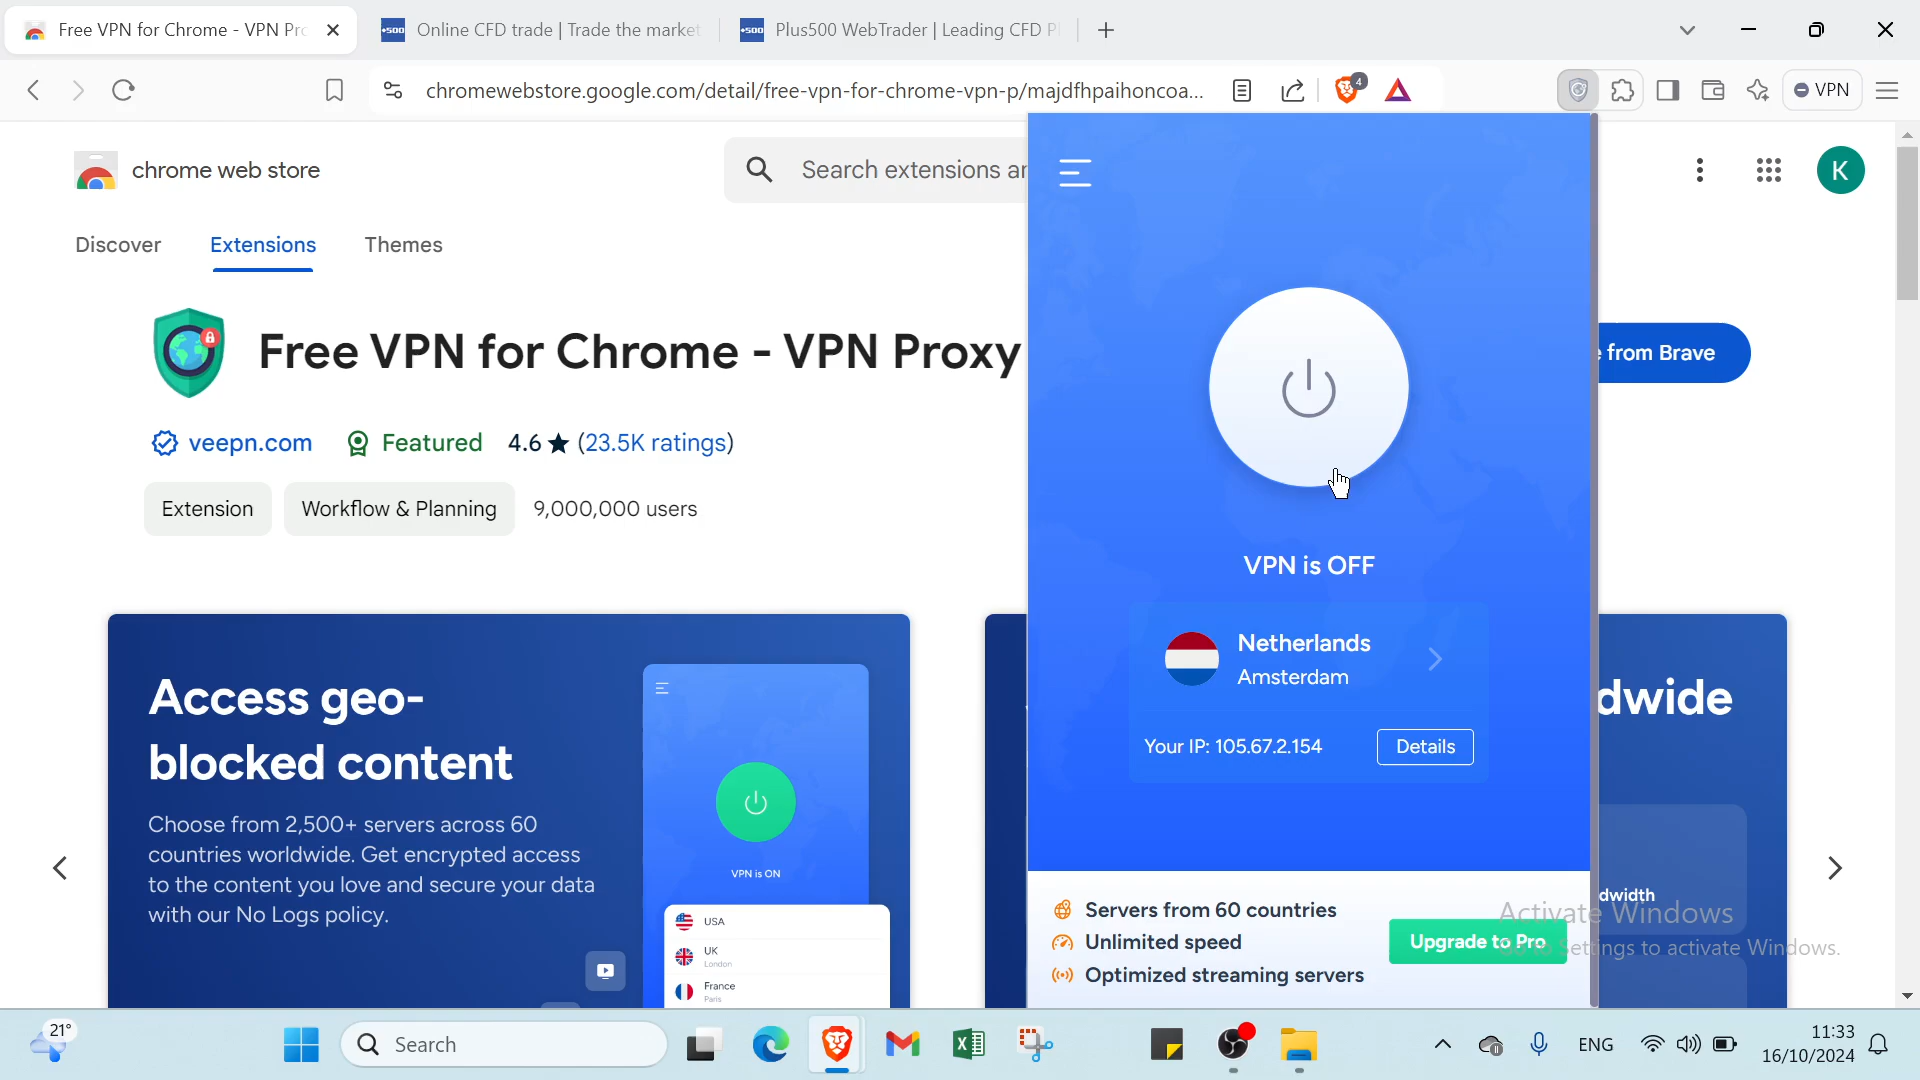 Free VPN for Chrome - VPN Pro
Online CFD trade | Trade the market
Plus500 WebTrader | Leading CFD Pl
chromewebstore.google.com/detail/free-vpn-for-chrome-vpn-p/majdfhpaihoncoa...
4
VPN
chrome web store
Search extensions an
K
Discover
Extensions
Themes
Free VPN for Chrome - VPN Proxy
e from Brave
veepn.com
Featured
4.6 ★ (23.5K ratings)
Extension
Workflow & Planning
9,000,000 users
VPN is OFF
Netherlands
Amsterdam
Your IP: 105.67.2.154
Details
Servers from 60 countries
Unlimited speed
Optimized streaming servers
Upgrade to Pro
Access geo-
blocked content
Choose from 2,500+ servers across 60
countries worldwide. Get encrypted access
to the content you love and secure your data
with our No Logs policy.
VPN is ON
USA
UK
London
France
Paris
dwide
dwidth
Activate Windows
Go to Settings to activate Windows.
21°
Search
ENG
11:33
16/10/2024